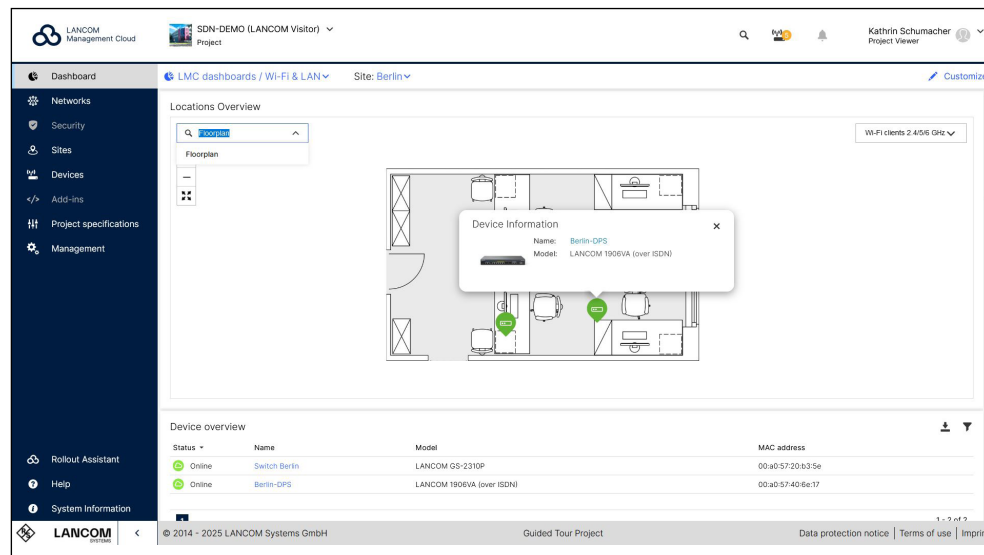 LANCOM
Management Cloud
SDN-DEMO (LANCOM Visitor)
Project
Kathrin Schumacher
Project Viewer
Dashboard
Networks
Security
Sites
Devices
Add-ins
Project specifications
Management
Rollout Assistant
Help
System Information
LANCOM
SYSTEMS
LMC dashboards / Wi-Fi & LAN
Site: Berlin
Customize
Locations Overview
Floorplan
Floorplan
Wi-Fi clients 2.4/5/6 GHz
Device Information
Name: Berlin-OPS
Model: LANCOM 1906VA (over ISDN)
Device overview
Status Name Model MAC address
Online Switch Berlin LANCOM GS-2310P 00:a0:57:20:b3:5e
Online Berlin-OPS LANCOM 1906VA (over ISDN) 00:a0:57:40:6e:17
© 2014 - 2025 LANCOM Systems GmbH Guided Tour Project Data protection notice Terms of use Imprin